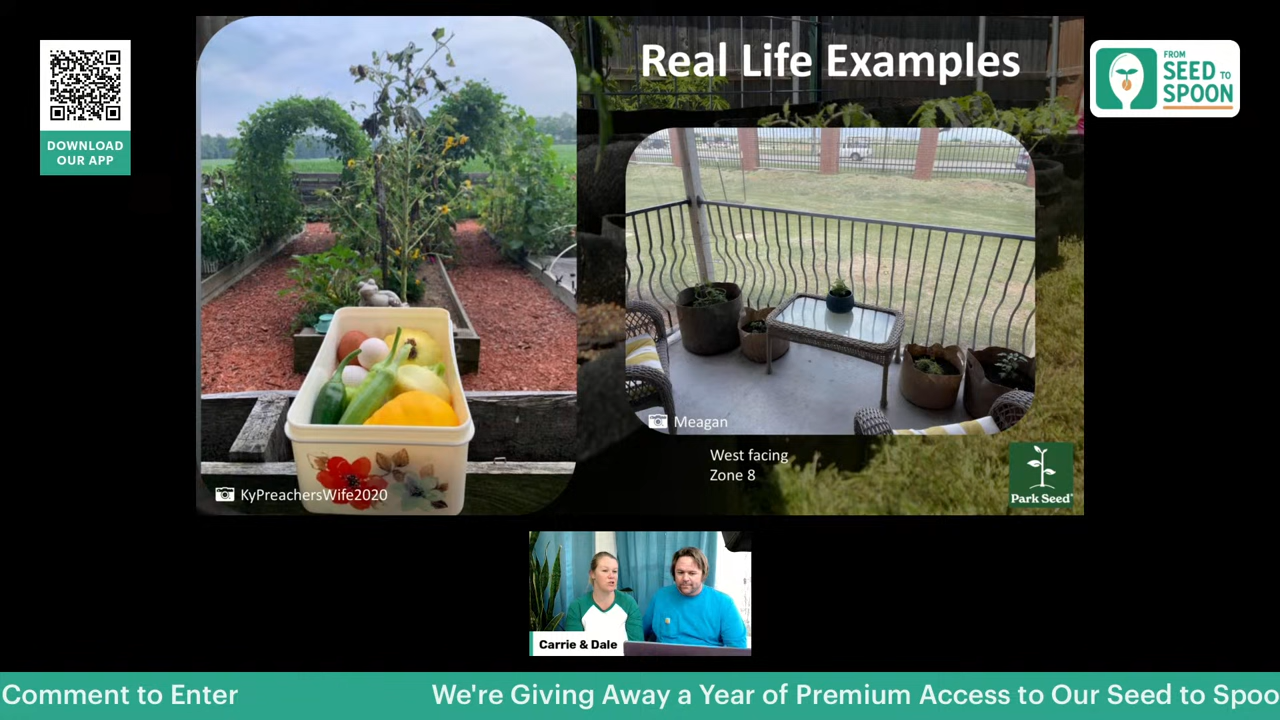 DOWNLOAD
OUR APP
Real Life Examples
FROM
SEED TO
SPOON
KyPreachersWife2020
Meagan
West facing
Zone 8
Park Seed
Carrie & Dale
Comment to Enter We're Giving Away a Year of Premium Access to Our Seed to Spoo